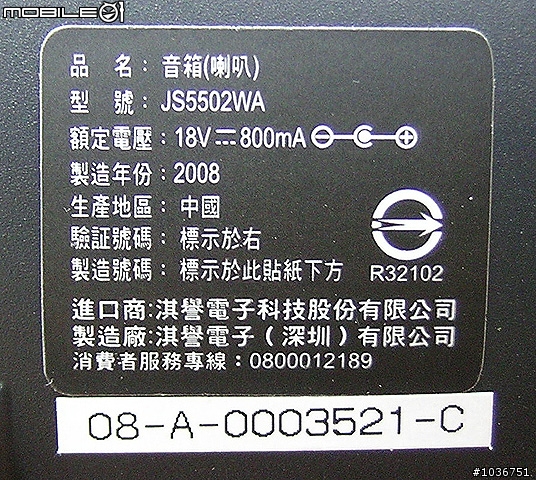 MOBILE01
品 名：音箱(喇叭)
型 號：JS5502WA
額定電壓：18V⎓800mA
製造年份：2008
生產地區：中國
驗証號碼：標示於右
製造號碼：標示於此貼紙下方
R32102
進口商:淇譽電子科技股份有限公司
製造廠:淇譽電子（深圳）有限公司
消費者服務專線：0800012189
08-A-0003521-C
#1036751